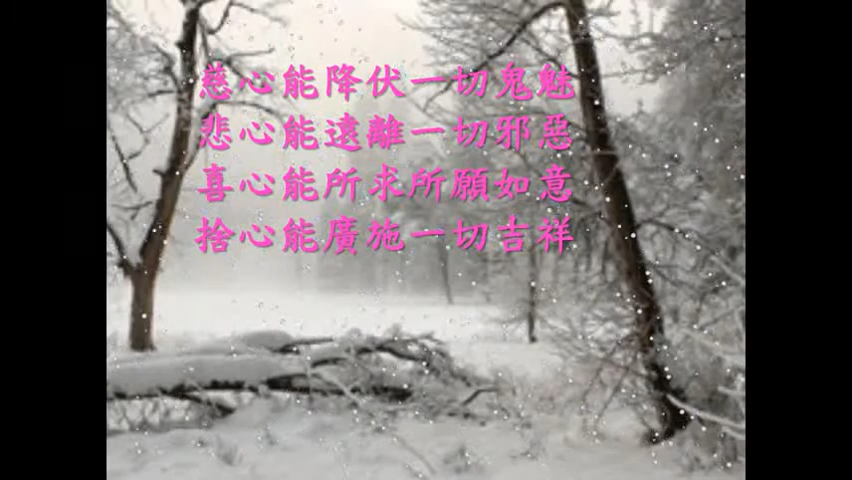 慈心能降伏一切鬼魅
悲心能遠離一切邪惡
喜心能所求所願如意
捨心能廣施一切吉祥